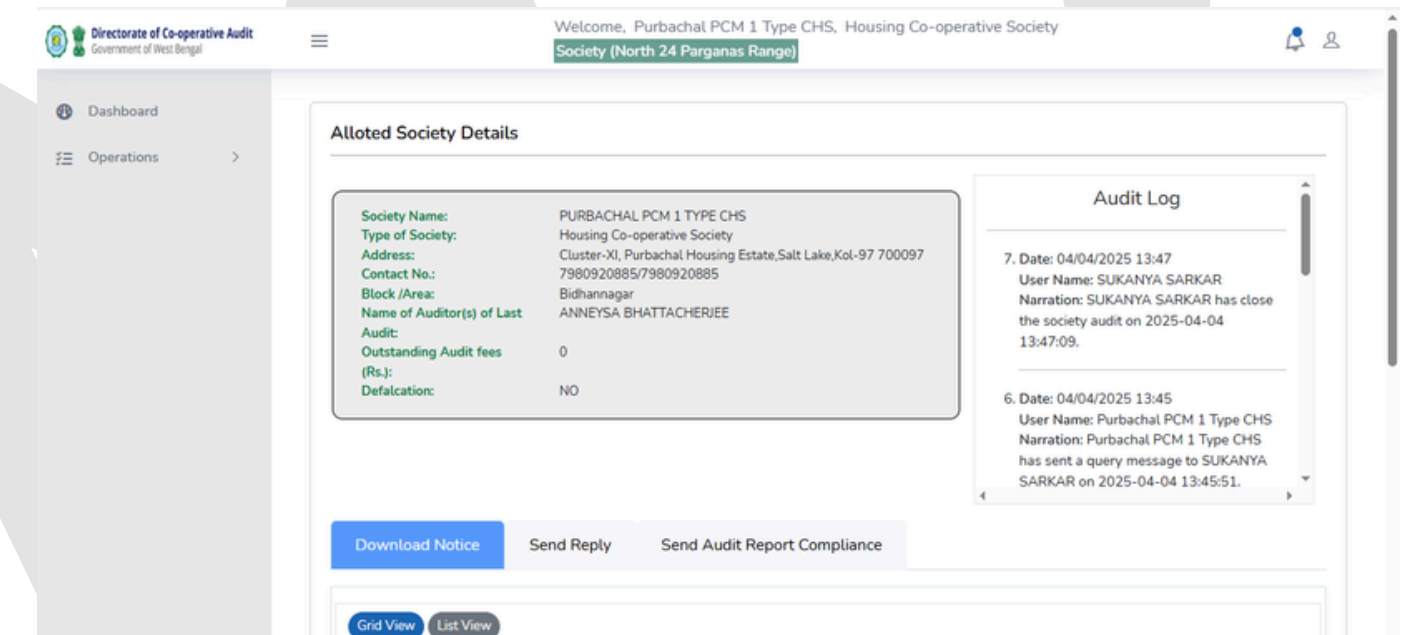 Directorate of Co-operative Audit
Government of West Bengal
Welcome, Purbachal PCM 1 Type CHS, Housing Co-operative Society
Society (North 24 Parganas Range)
Dashboard
Operations
Alloted Society Details
Society Name: PURBACHAL PCM 1 TYPE CHS
Type of Society: Housing Co-operative Society
Address: Cluster-XI, Purbachal Housing Estate,Salt Lake,Kol-97 700097
Contact No.: 7980920885/7980920885
Block /Area: Bidhannagar
Name of Auditor(s) of Last ANNEYSA BHATTACHERJEE
Audit:
Outstanding Audit fees 0
(Rs.):
Defalcation: NO
Audit Log
7. Date: 04/04/2025 13:47
User Name: SUKANYA SARKAR
Narration: SUKANYA SARKAR has close
the society audit on 2025-04-04
13:47:09.
6. Date: 04/04/2025 13:45
User Name: Purbachal PCM 1 Type CHS
Narration: Purbachal PCM 1 Type CHS
has sent a query message to SUKANYA
SARKAR on 2025-04-04 13:45:51.
Download Notice Send Reply Send Audit Report Compliance
Grid View List View